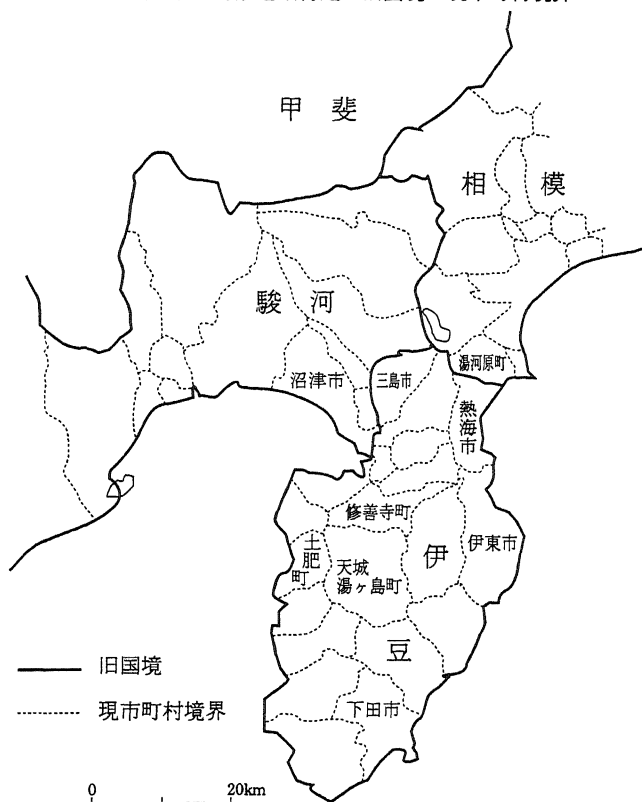 甲斐
相模
駿河
湯河原町
沼津市
三島市
熱海市
修善寺町
伊東市
土肥町
天城
湯ヶ島町
伊
豆
下田市
旧国境
現市町村境界
0 20km